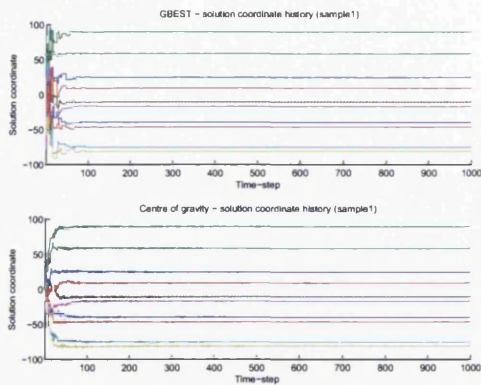 GBEST - solution coordinate history (sample1)
100
50
0
-50
-100
Solution coordinate
100 200 300 400 500 600 700 800 900 1000
Time-step
Centre of gravity - solution coordinate history (sample1)
100
50
0
-50
-100
Solution coordinate
0 100 200 300 400 500 600 700 800 900 1000
Time-step